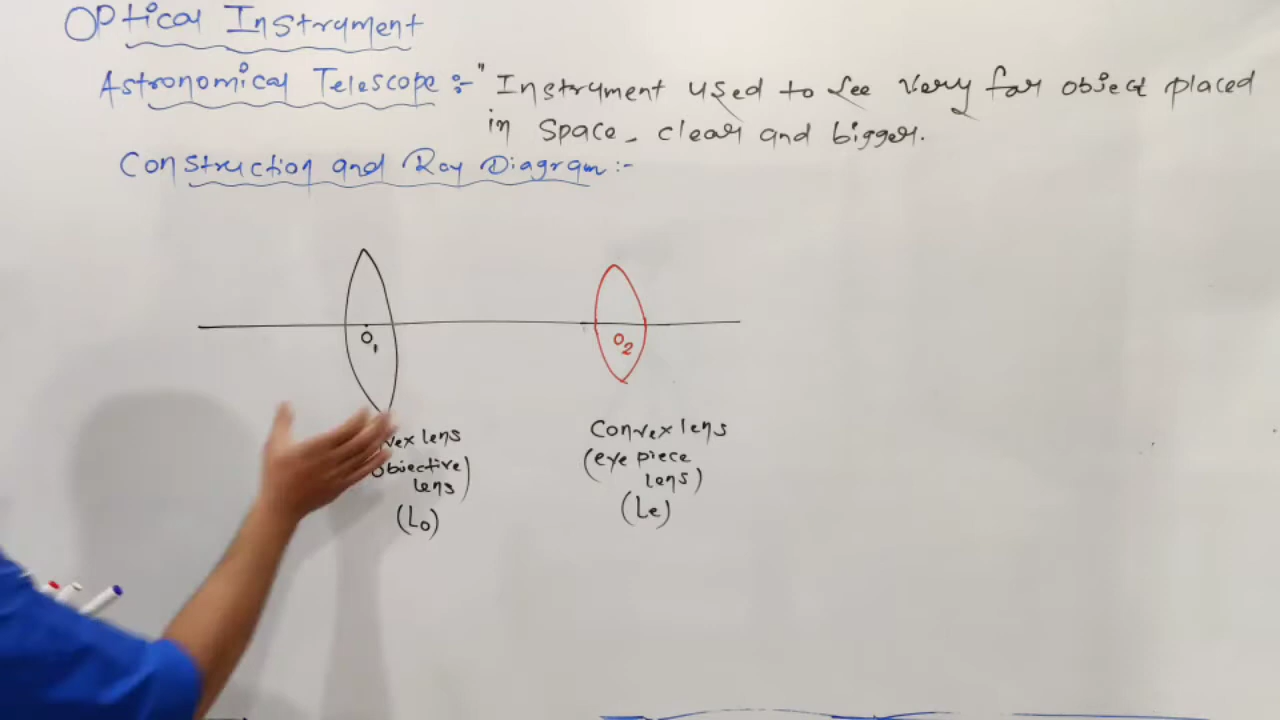 Optical Instrument
Astronomical Telescope :- " Instrument used to see very far object placed
in space - clear and bigger.
Construction and Ray Diagram :-
O1
O2
lens
objective
lens)
(Lo)
Convex lens
(eye piece
lens)
(Le)